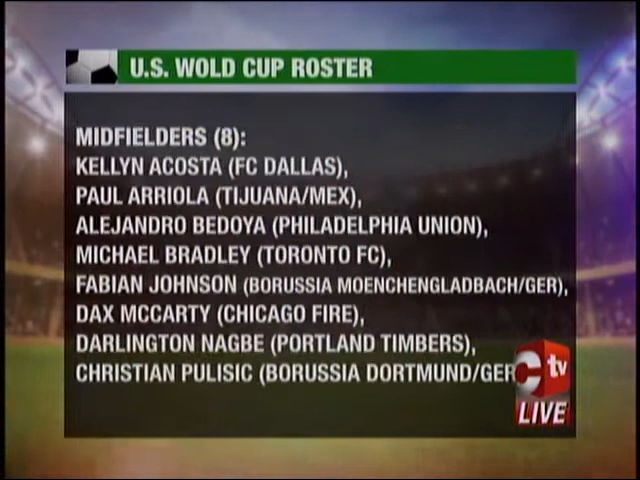 U.S. WOLD CUP ROSTER
MIDFIELDERS (8):
KELLYN ACOSTA (FC DALLAS),
PAUL ARRIOLA (TIJUANA/MEX),
ALEJANDRO BEDOYA (PHILADELPHIA UNION),
MICHAEL BRADLEY (TORONTO FC),
FABIAN JOHNSON (BORUSSIA MOENCHENGLADBACH/GER),
DAX MCCARTY (CHICAGO FIRE),
DARLINGTON NAGBE (PORTLAND TIMBERS),
CHRISTIAN PULISIC (BORUSSIA DORTMUND/GER
C tv
LIVE